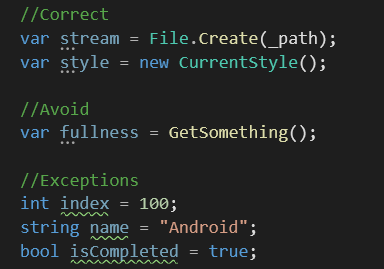 //Correct
var stream = File.Create(_path);
var style = new CurrentStyle();
//Avoid
var fullness = GetSomething();
//Exceptions
int index = 100;
string name = "Android";
bool isCompleted = true;